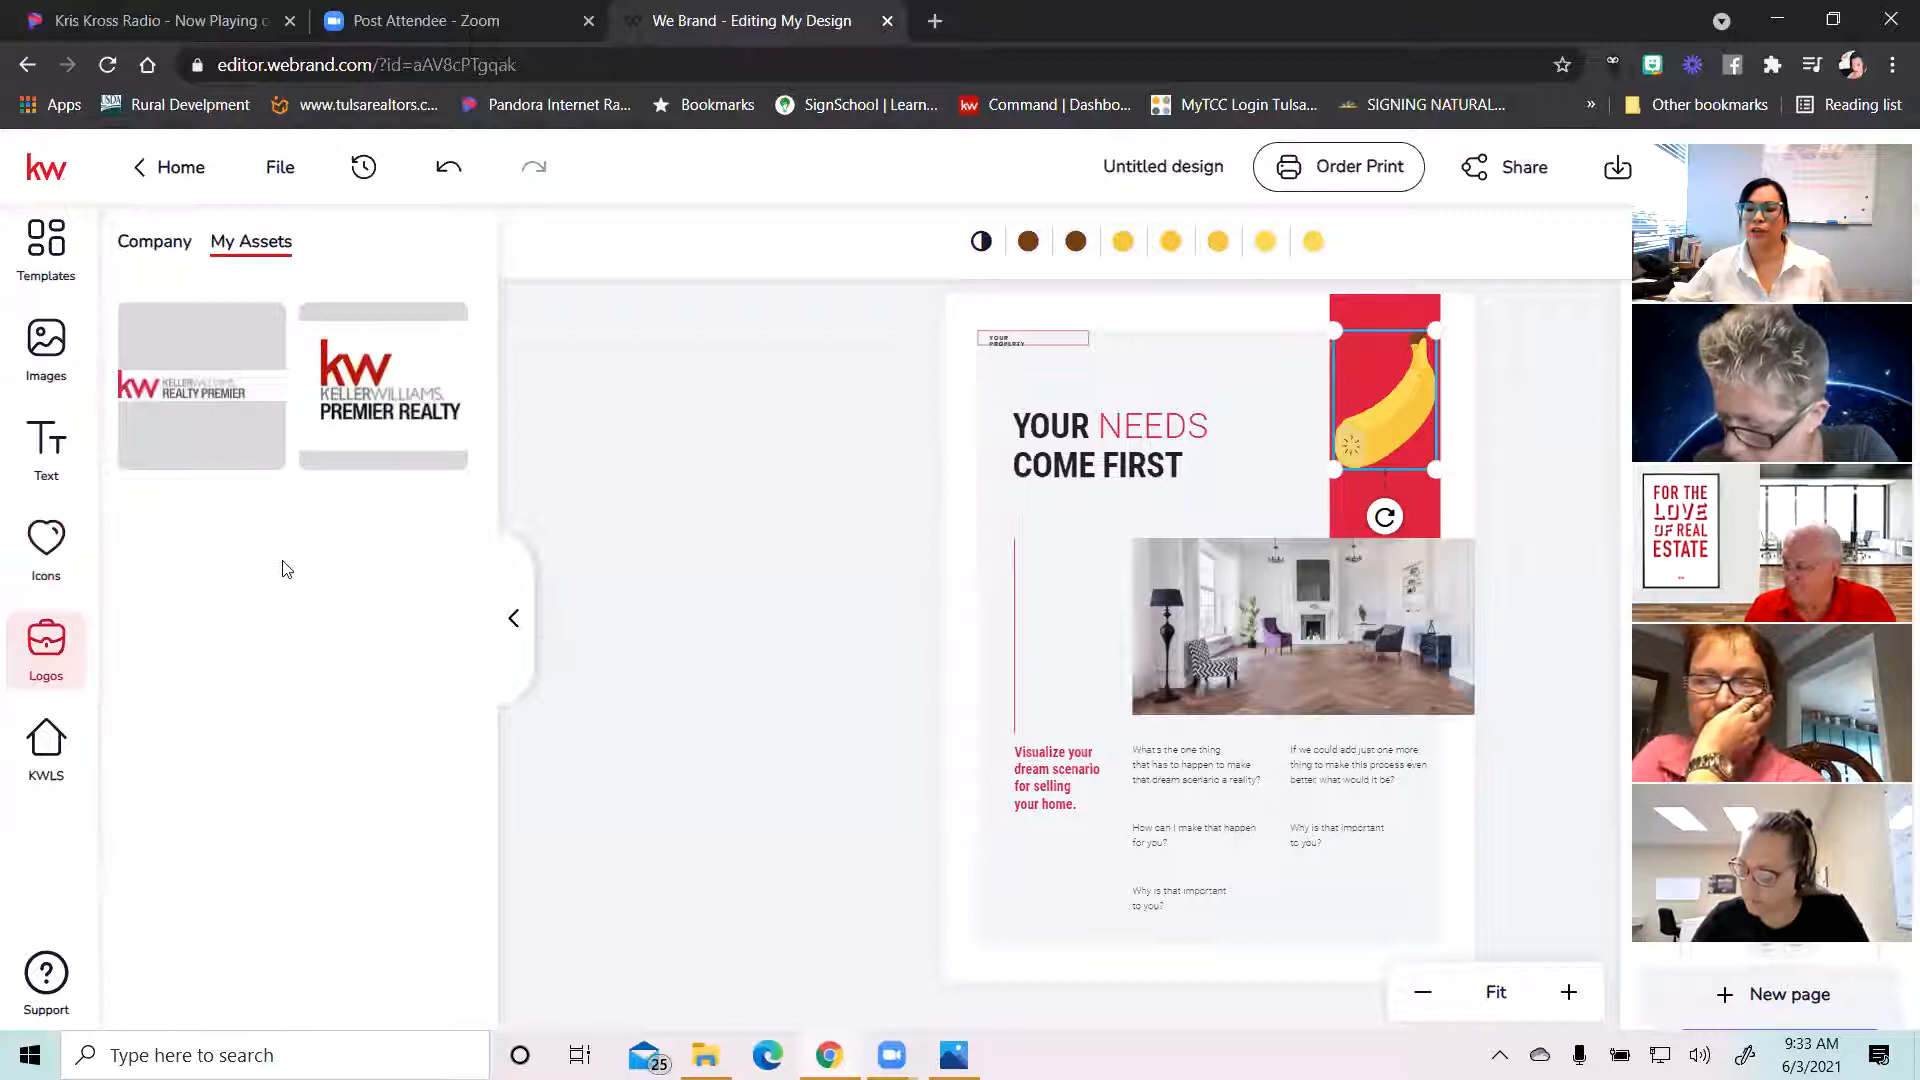 Kris Kross Radio - Now Playing o
Post Attendee - Zoom
We Brand - Editing My Design
editor.webrand.com/?id=aAV8cPTgqak
Apps
Rural Develpment
www.tulsarealtors.c...
Pandora Internet Ra...
Bookmarks
SignSchool | Learn...
kw
Command | Dashbo...
MyTCC Login Tulsa...
SIGNING NATURAL...
»
Other bookmarks
Reading list
kw
Home
File
Untitled design
Order Print
Share
Templates
Images
Text
Icons
Logos
KWLS
Support
Company
My Assets
kw KELLERWILLIAMS.
REALTY PREMIER
kw
KELLERWILLIAMS.
PREMIER REALTY
YOUR
PROPERTY
YOUR NEEDS
COME FIRST
Visualize your
dream scenario
for selling
your home.
What's the one thing
that has to happen to make
that dream scenario a reality?
How can I make that happen
for you?
Why is that important
to you?
If we could add just one more
thing to make this process even
better, what would it be?
Why is that important
to you?
FOR THE
LOVE
OF REAL
ESTATE
Fit
New page
Type here to search
25
9:33 AM
6/3/2021